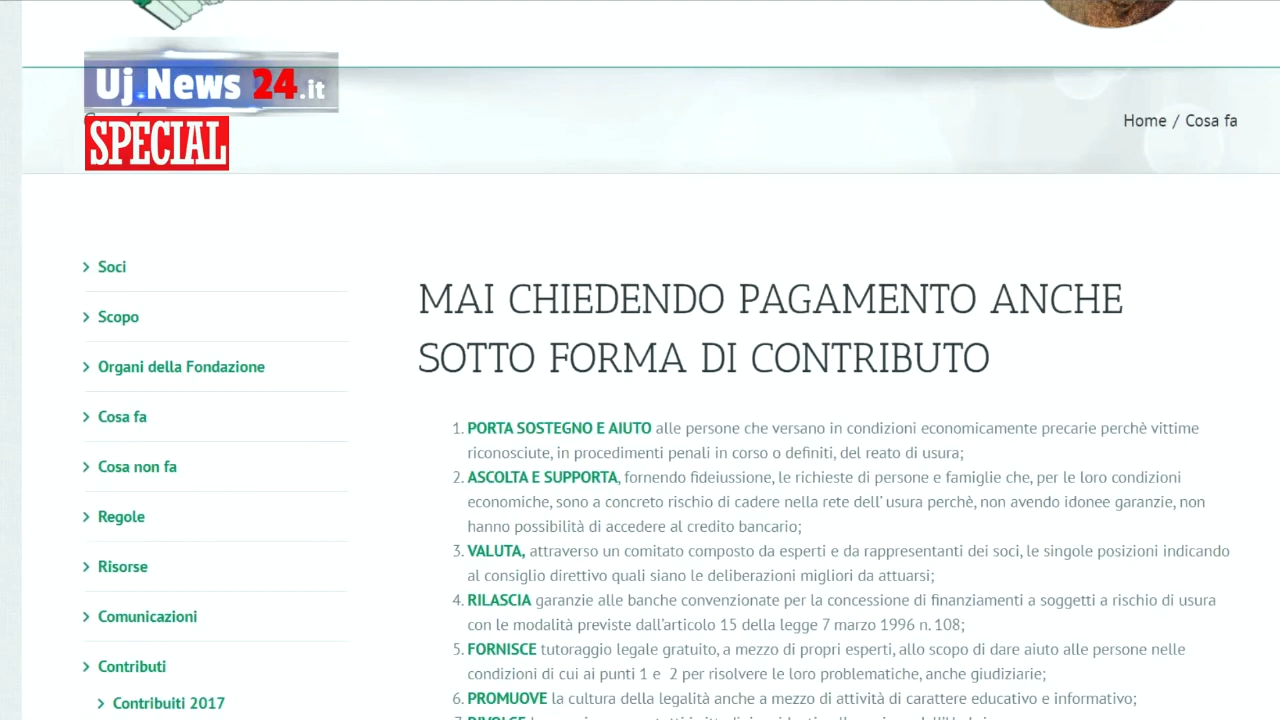 Uj.News 24.it
SPECIAL
Home / Cosa fa
Soci
Scopo
Organi della Fondazione
Cosa fa
Cosa non fa
Regole
Risorse
Comunicazioni
Contributi
Contribuiti 2017
MAI CHIEDENDO PAGAMENTO ANCHE
SOTTO FORMA DI CONTRIBUTO
1. PORTA SOSTEGNO E AIUTO alle persone che versano in condizioni economicamente precarie perchè vittime
riconosciute, in procedimenti penali in corso o definiti, del reato di usura;
2. ASCOLTA E SUPPORTA, fornendo fideiussione, le richieste di persone e famiglie che, per le loro condizioni
economiche, sono a concreto rischio di cadere nella rete dell' usura perchè, non avendo idonee garanzie, non
hanno possibilità di accedere al credito bancario;
3. VALUTA, attraverso un comitato composto da esperti e da rappresentanti dei soci, le singole posizioni indicando
al consiglio direttivo quali siano le deliberazioni migliori da attuarsi;
4. RILASCIA garanzie alle banche convenzionate per la concessione di finanziamenti a soggetti a rischio di usura
con le modalità previste dall'articolo 15 della legge 7 marzo 1996 n. 108;
5. FORNISCE tutoraggio legale gratuito, a mezzo di propri esperti, allo scopo di dare aiuto alle persone nelle
condizioni di cui ai punti 1 e 2 per risolvere le loro problematiche, anche giudiziarie;
6. PROMUOVE la cultura della legalità anche a mezzo di attività di carattere educativo e informativo;